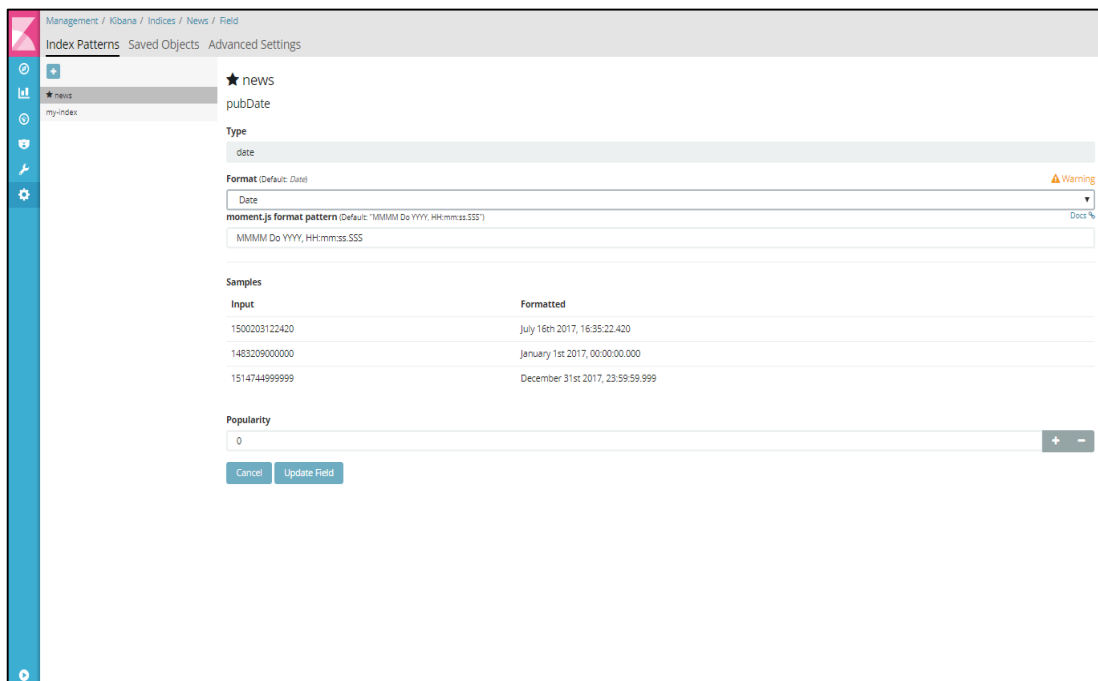 Management / Kibana / Indices / News / Field
Index Patterns Saved Objects Advanced Settings
news
my-index
news
pubDate
Type
date
Format (Default: Date)
Warning
Date
moment.js format pattern (Default: "MMMM Do YYYY, HH:mm:ss.SSS")
Docs
MMMM Do YYYY, HH:mm:ss.SSS
Samples
Input Formatted
1500203122420 July 16th 2017, 16:35:22.420
1483209000000 January 1st 2017, 00:00:00.000
1514744999999 December 31st 2017, 23:59:59.999
Popularity
0
Cancel Update Field